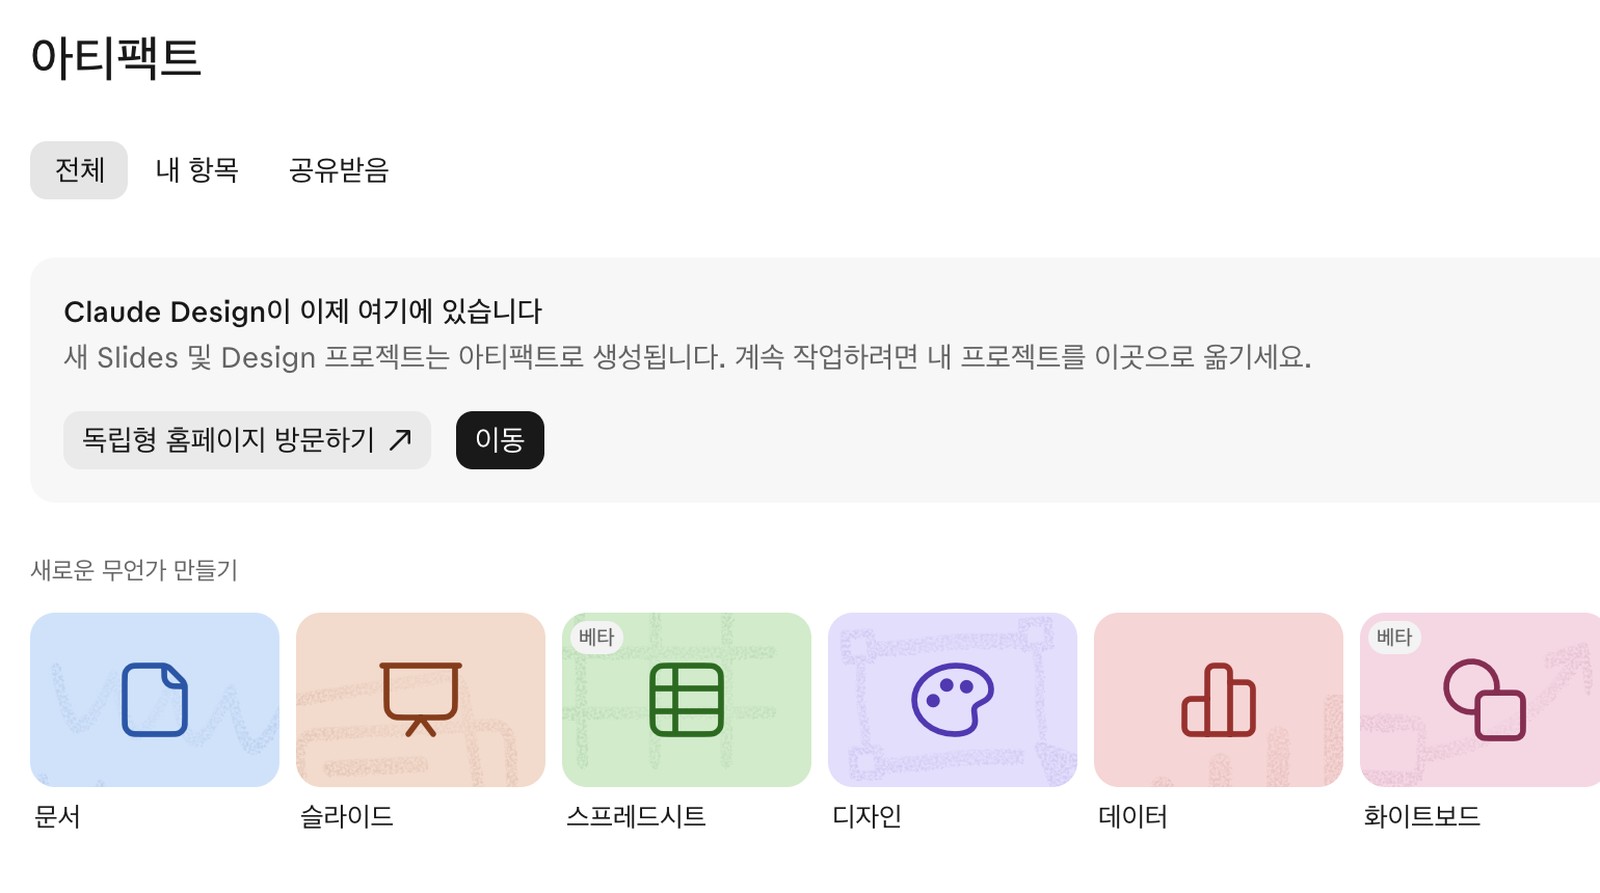 아티팩트
전체 내 항목 공유받음
Claude Design이 이제 여기에 있습니다
새 Slides 및 Design 프로젝트는 아티팩트로 생성됩니다. 계속 작업하려면 내 프로젝트를 이곳으로 옮기세요.
독립형 홈페이지 방문하기 이동
새로운 무언가 만들기
베타 베타
문서 슬라이드 스프레드시트 디자인 데이터 화이트보드